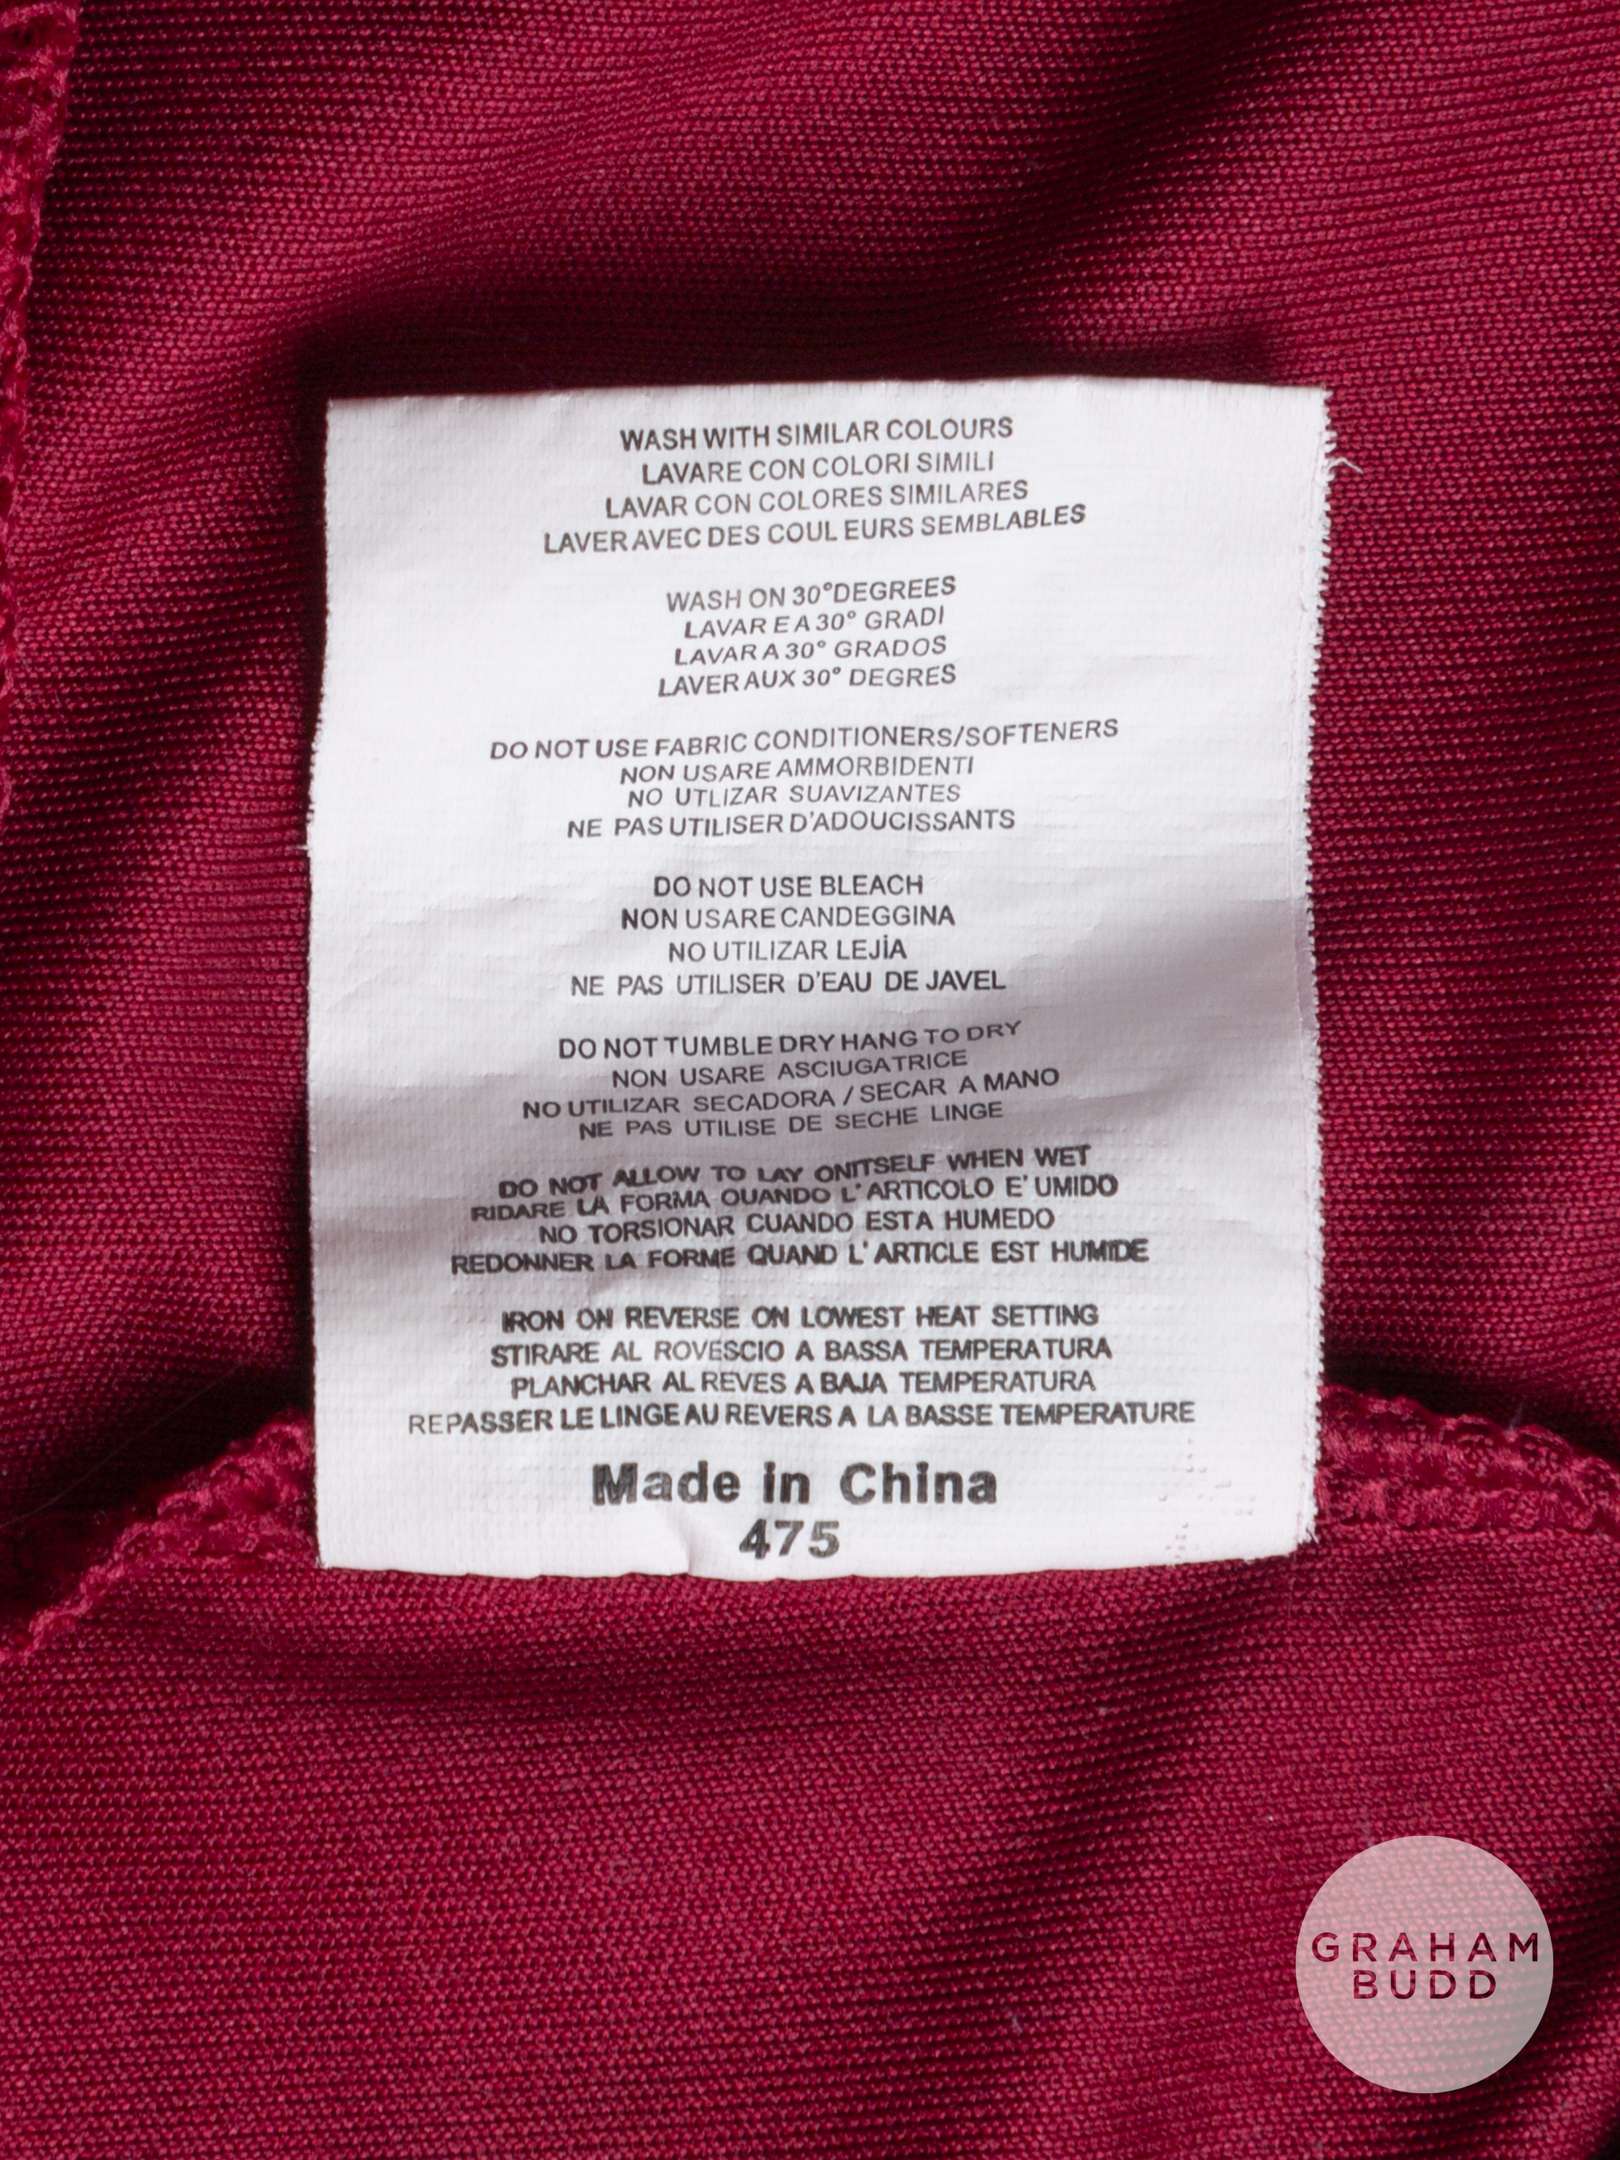 WASH WITH SIMILAR COLOURS
LAVARE CON COLORI SIMILI
LAVAR CON COLORES SIMILARES
LAVER AVEC DES COUL EURS SEMBLABLES
WASH ON 30°DEGREES
LAVAR E A 30° GRADI
LAVAR A 30° GRADOS
LAVER AUX 30° DEGRES
DO NOT USE FABRIC CONDITIONERS/SOFTENERS
NON USARE AMMORBIDENTI
NO UTLIZAR SUAVIZANTES
NE PAS UTILISER D'ADOUCISSANTS
DO NOT USE BLEACH
NON USARE CANDEGGINA
NO UTILIZAR LEJİA
NE PAS UTILISER D'EAU DE JAVEL
DO NOT TUMBLE DRY HANG TO DRY
NON USARE ASCIUGATRICE
NO UTILIZAR SECADORA / SECAR A MANO
NE PAS UTILISE DE SECHE LINGE
DO NOT ALLOW TO LAY ONITSELF WHEN WET
RIDARE LA FORMA QUANDO L' ARTICOLO E' UMIDO
NO TORSIONAR CUANDO ESTA HUMEDO
REDONNER LA FORME QUAND L' ARTICLE EST HUMIDE
IRON ON REVERSE ON LOWEST HEAT SETTING
STIRARE AL ROVESCIO A BASSA TEMPERATURA
PLANCHAR AL REVES A BAJA TEMPERATURA
REPASSER LE LINGE AU REVERS A LA BASSE TEMPERATURE
Made in China
475
GRAHAM
BUDD